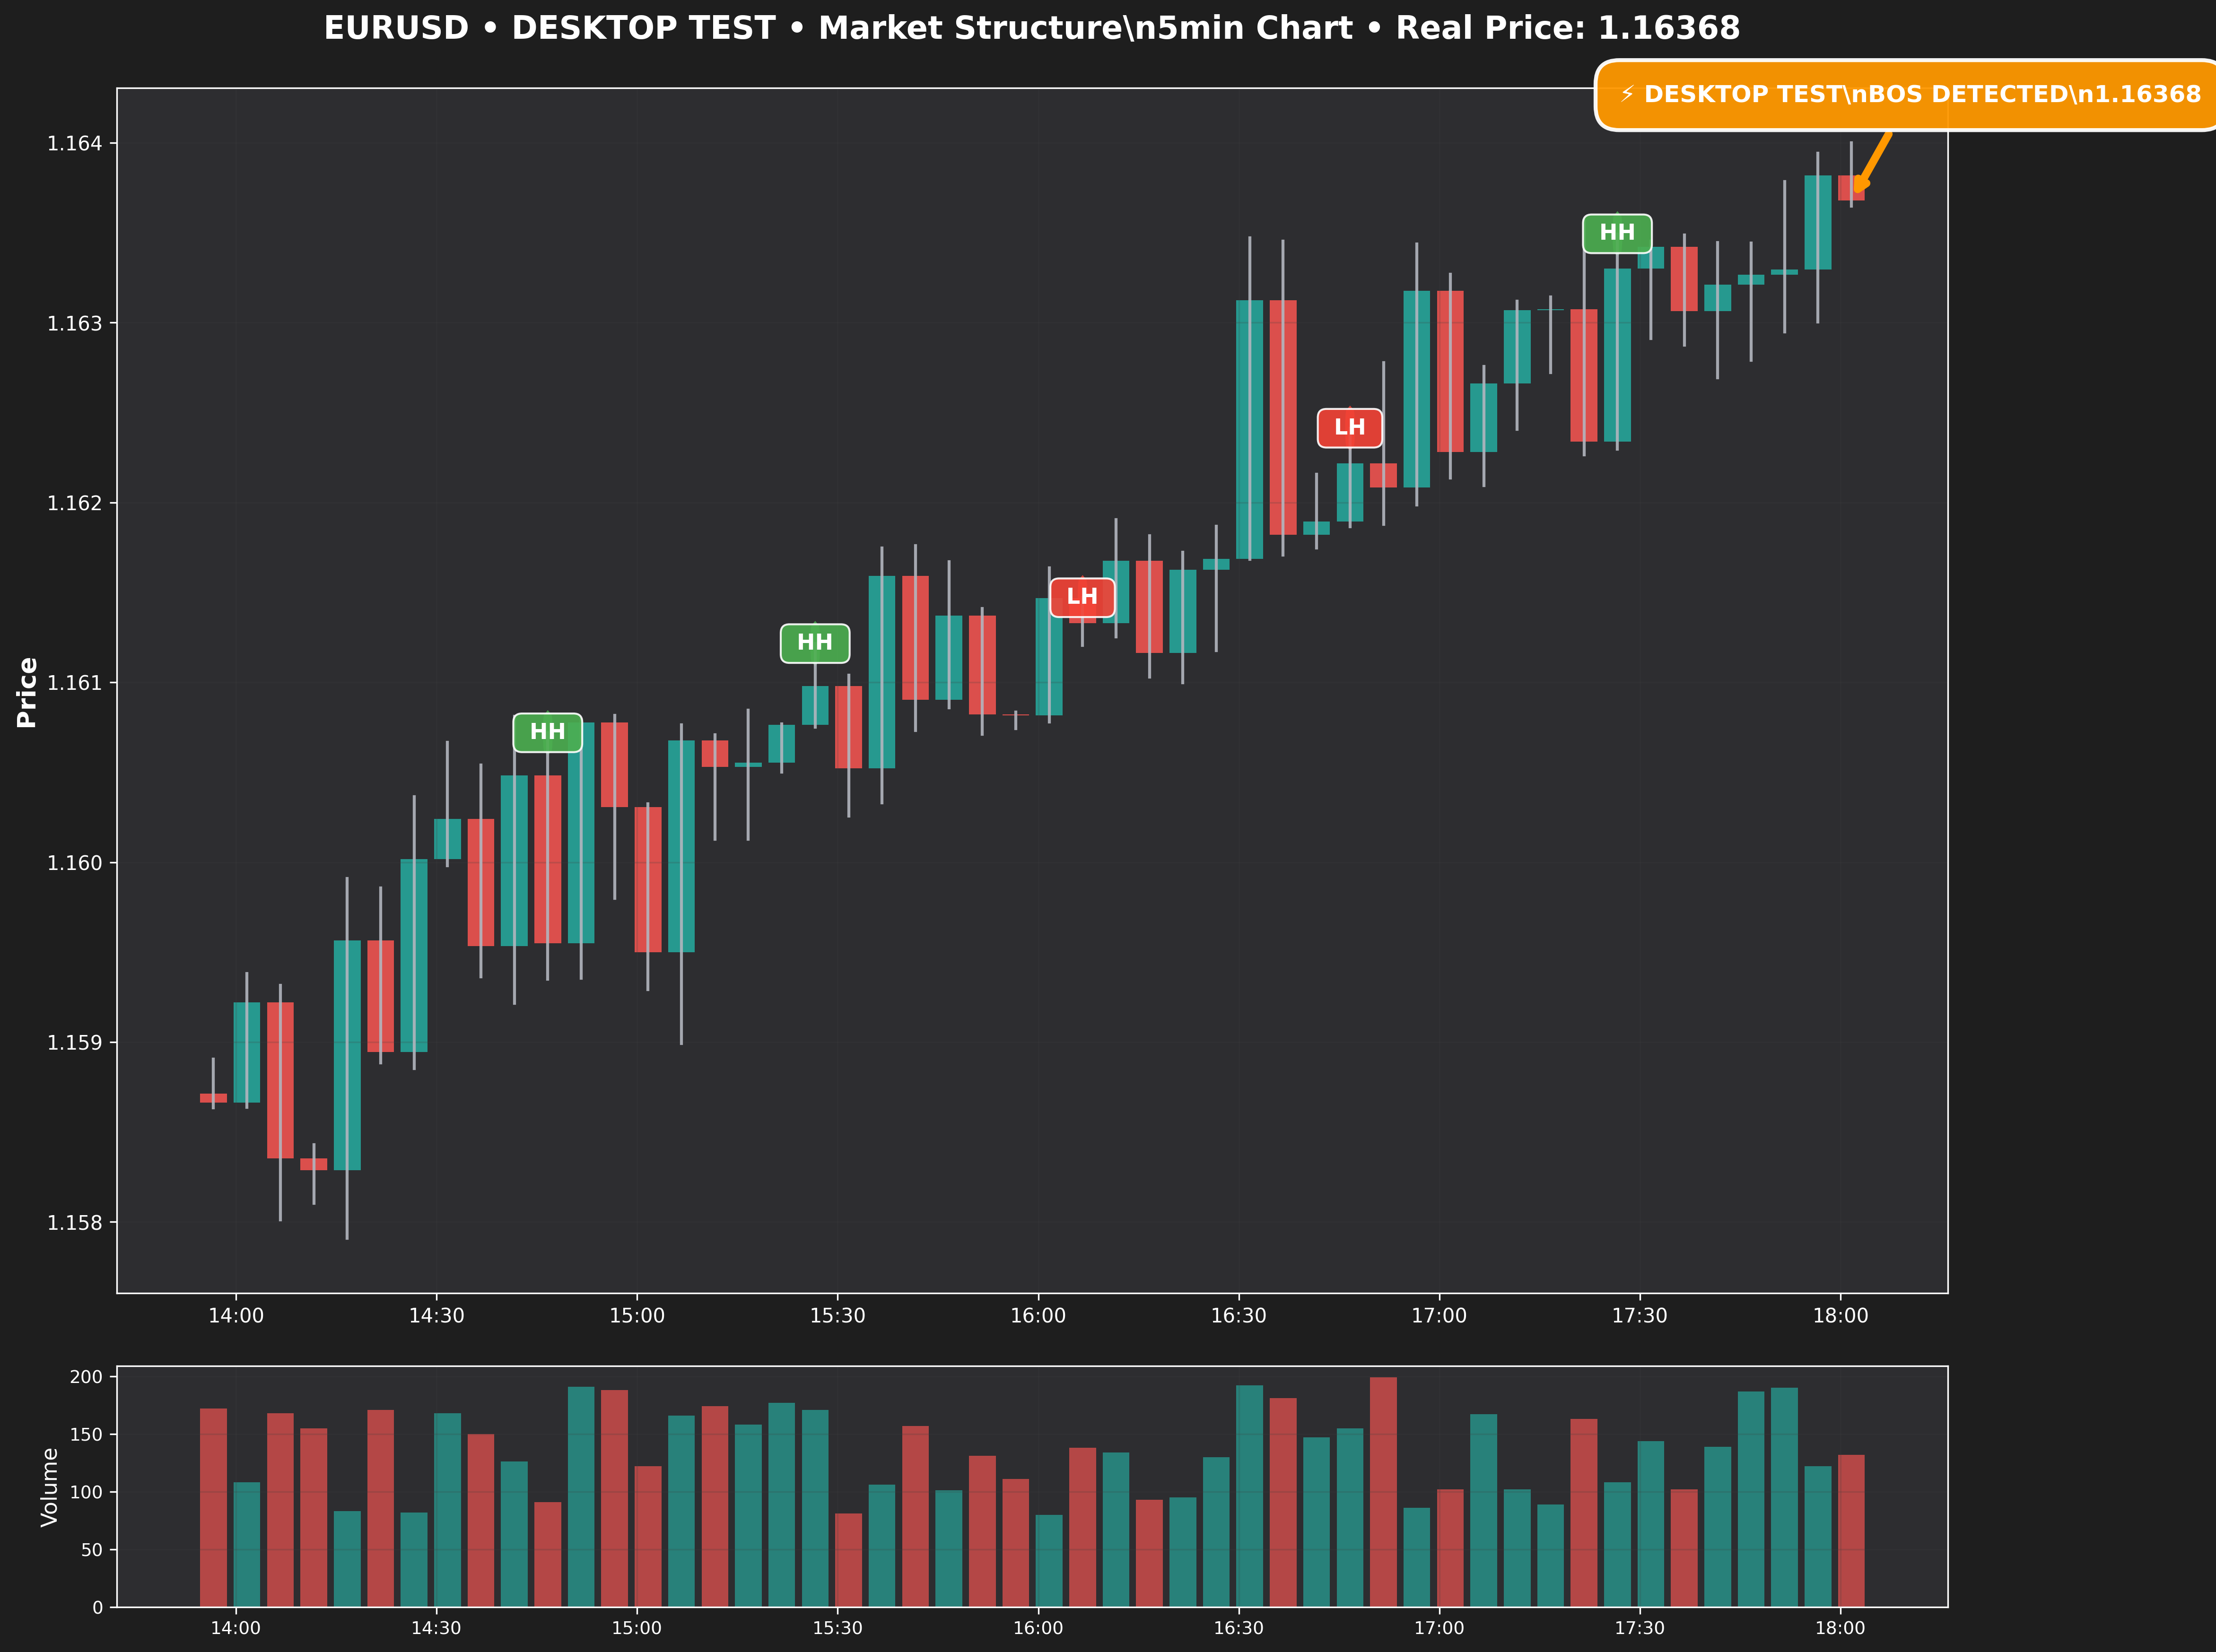 EURUSD • DESKTOP TEST • Market Structure\n5min Chart • Real Price: 1.16368
⚡ DESKTOP TEST\nBOS DETECTED\n1.16368
1.164
HH
1.163
LH
1.162
LH
HH
1.161
HH
1.160
1.159
1.158
Price
14:00 14:30 15:00 15:30 16:00 16:30 17:00 17:30 18:00
200
150
100
50
0
Volume
14:00 14:30 15:00 15:30 16:00 16:30 17:00 17:30 18:00